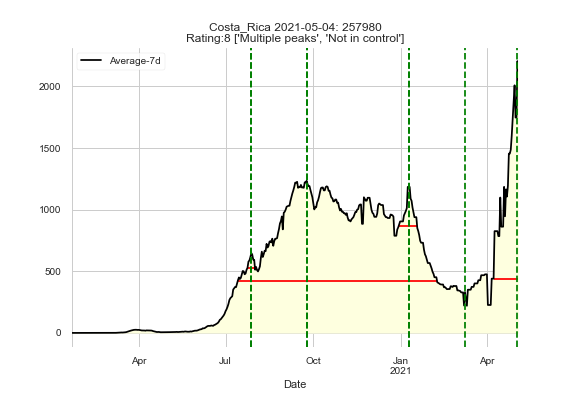 Costa_Rica 2021-05-04: 257980
Rating:8 ['Multiple peaks', 'Not in control']
Average-7d
2000
1500
1000
500
0
Apr
Jul
Oct
Jan
2021
Apr
Date